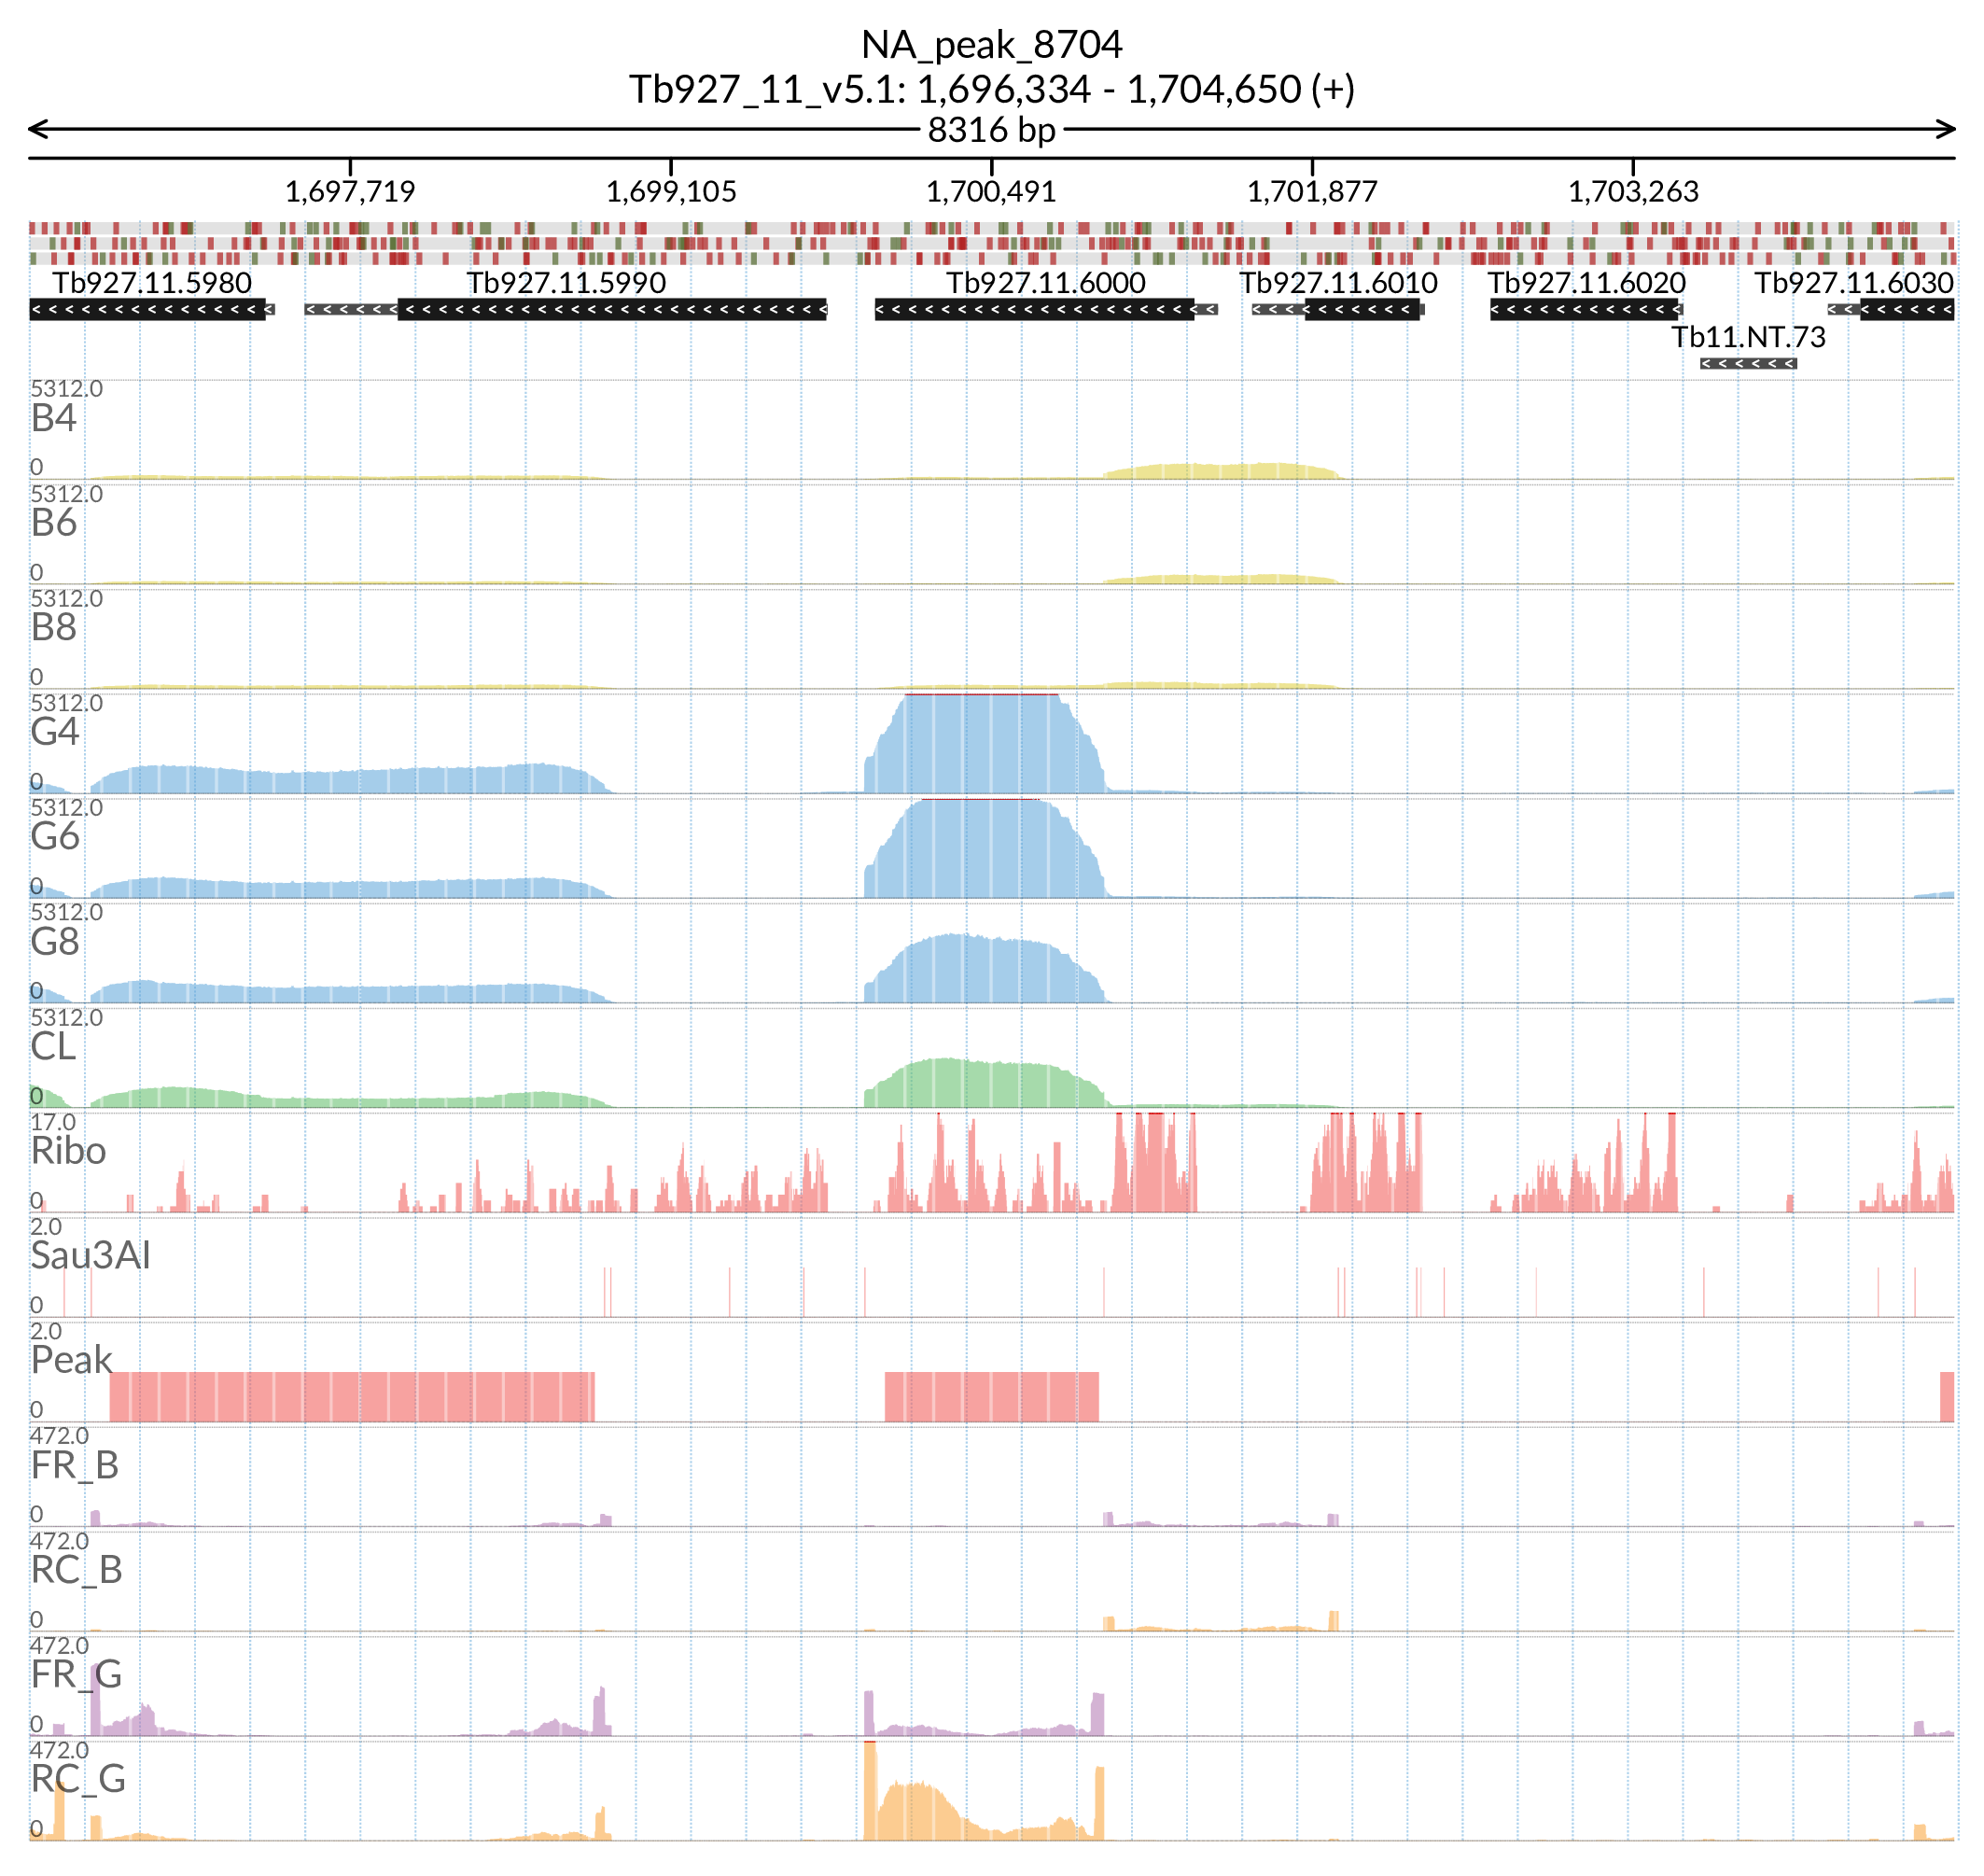 NA_peak_8704
Tb927_11_v5.1: 1,696,334 - 1,704,650 (+)
8316 bp
1,697,719 1,699,105 1,700,491 1,701,877 1,703,263
Tb927.11.5980 Tb927.11.5990 Tb927.11.6000 Tb927.11.6010 Tb927.11.6020 Tb927.11.6030
Tb11.NT.73
5312.0
B4
0
5312.0
B6
0
5312.0
B8
0
5312.0
G4
0
5312.0
G6
0
5312.0
G8
0
5312.0
CL
0
17.0
Ribo
0
2.0
Sau3AI
0
2.0
Peak
0
472.0
FR_B
0
472.0
RC_B
0
472.0
FR_G
0
472.0
RC_G
0